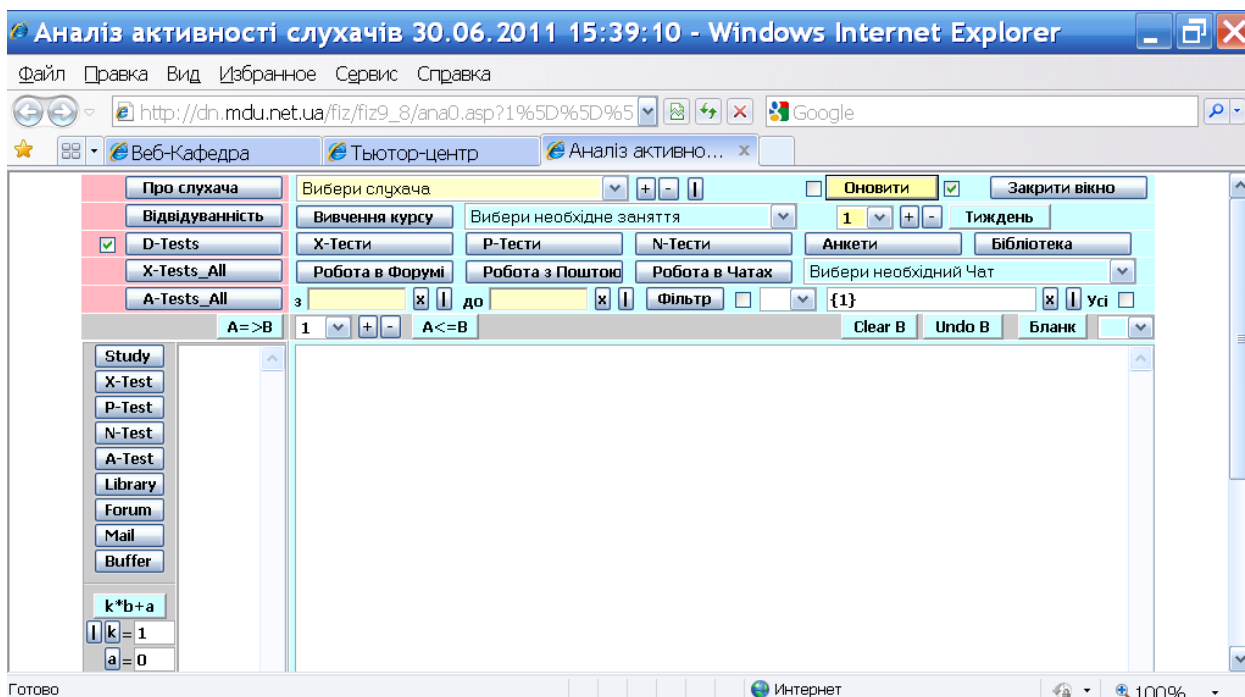 Аналіз активності слухачів 30.06.2011 15:39:10 - Windows Internet Explorer
Файл Правка Вид Избранное Сервис Справка
http://dn.mdu.net.ua/fiz/fiz9_8/ana0.asp?1%5D%5D%5 Google
Веб-Кафедра Тьютор-центр Аналіз активно... x
Про слухача Вибери слухача + - | Оновити Закрити вікно
Відвідуванність Вивчення курсу Вибери необхідне заняття 1 + - Тиждень
D-Tests X-Тести P-Тести N-Тести Анкети Бібліотека
X-Tests_All Робота в Форумі Робота з Поштою Робота в Чатах Вибери необхідний Чат
A-Tests_All з x | до x | Фільтр {1} x | Усі
A=>B 1 + - A<=B Clear B Undo B Бланк
Study
X-Test
P-Test
N-Test
A-Test
Library
Forum
Mail
Buffer
k*b+a
| k = 1
a = 0
Готово Интернет 100%